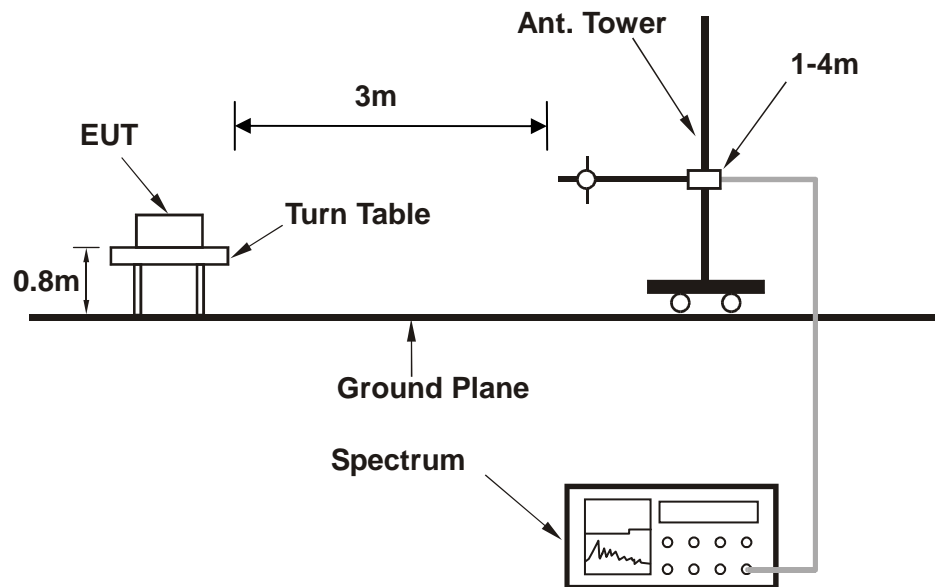 Ant. Tower
1-4m
3m
EUT
Turn Table
0.8m
Ground Plane
Spectrum